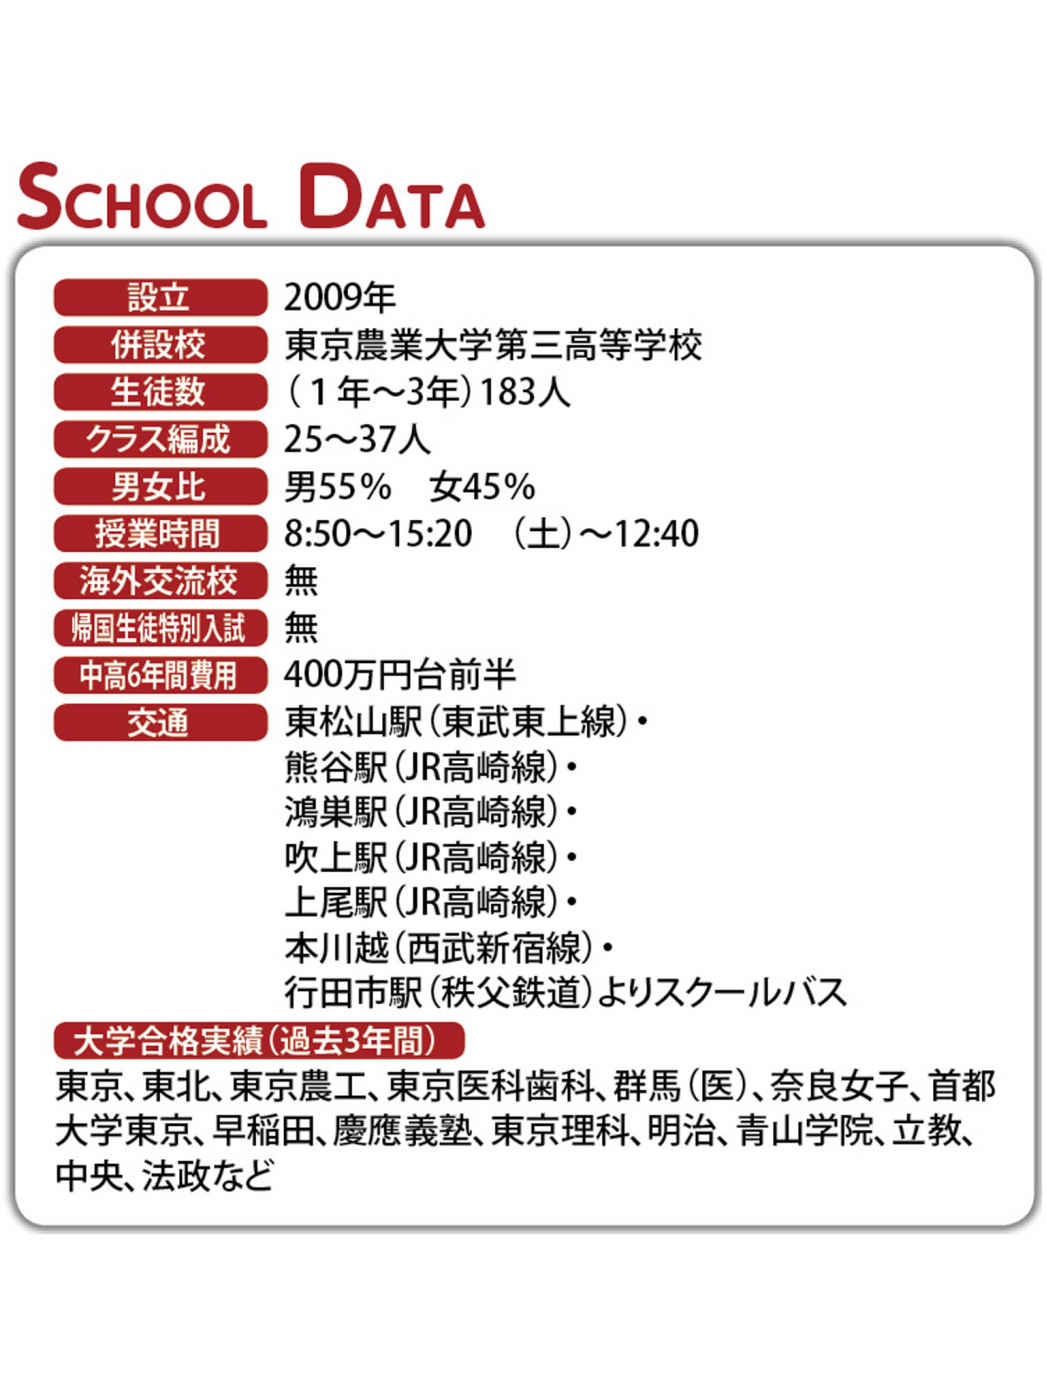 SCHOOL DATA
設立 2009年
併設校 東京農業大学第三高等学校
生徒数 （１年～3年）183人
クラス編成 25～37人
男女比 男55％　女45％
授業時間 8:50～15:20　（土）～12:40
海外交流校 無
帰国生徒特別入試 無
中高6年間費用 400万円台前半
交通 東松山駅（東武東上線）・
熊谷駅（JR高崎線）・
鴻巣駅（JR高崎線）・
吹上駅（JR高崎線）・
上尾駅（JR高崎線）・
本川越（西武新宿線）・
行田市駅（秩父鉄道）よりスクールバス
大学合格実績（過去3年間）
東京、東北、東京農工、東京医科歯科、群馬（医）、奈良女子、首都
大学東京、早稲田、慶應義塾、東京理科、明治、青山学院、立教、
中央、法政など